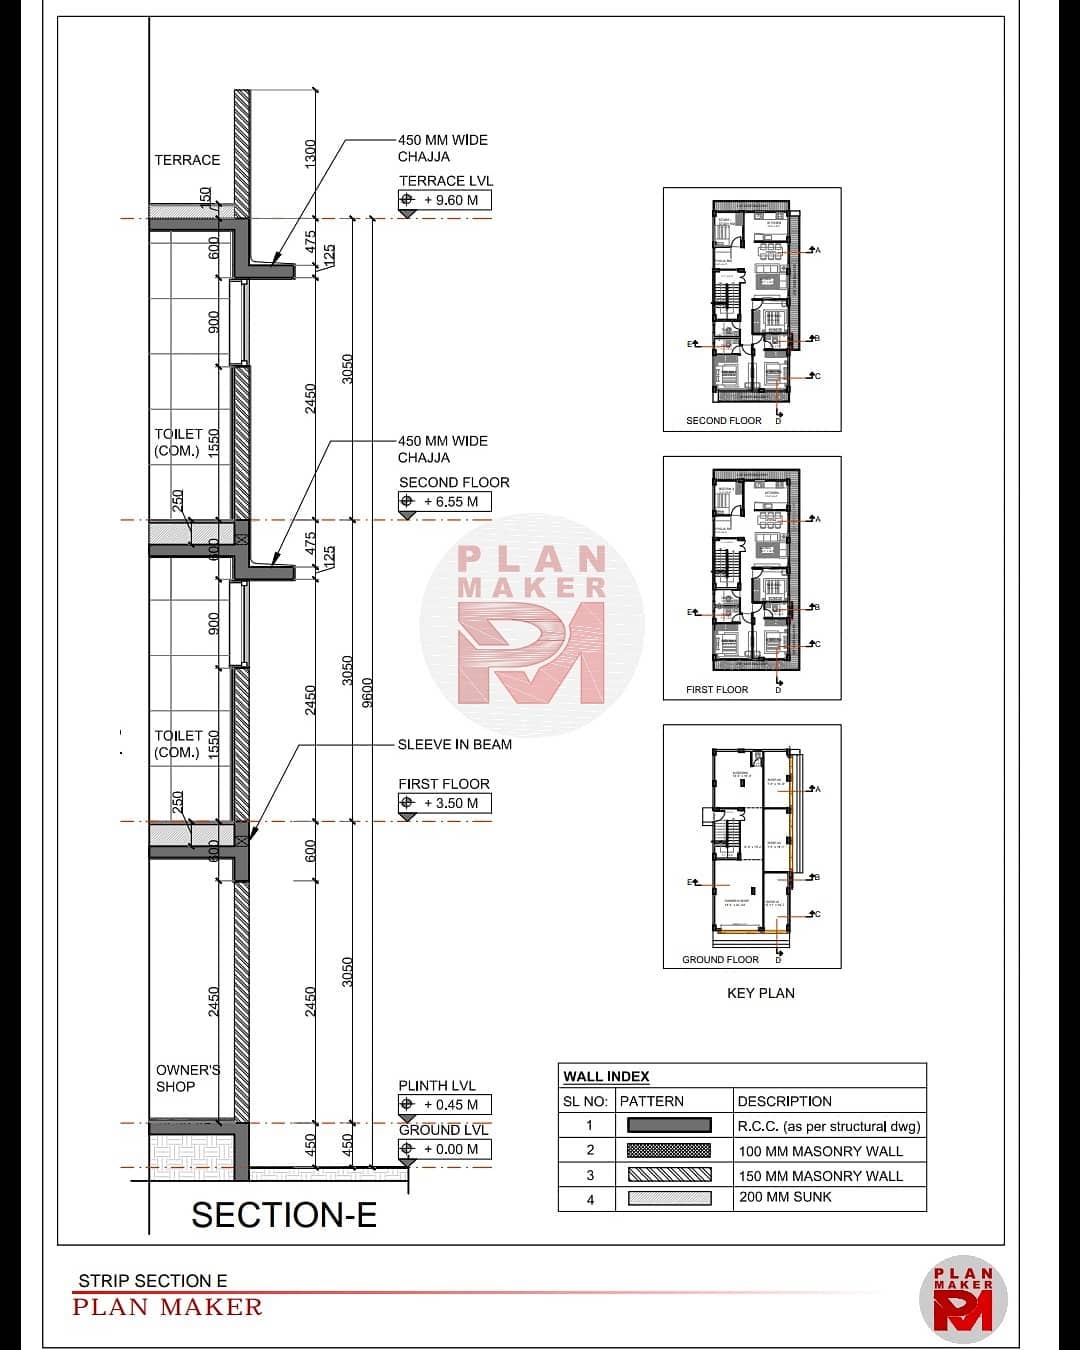 TERRACE
150
600
900
TOILET
(COM.)
1550
250
600
900
TOILET
(COM.)
1550
250
600
2450
OWNER'S
SHOP
1300
475
125
2450
475
125
2450
600
2450
450
3050
3050
3050
450
9600
450 MM WIDE
CHAJJA
TERRACE LVL
+ 9.60 M
450 MM WIDE
CHAJJA
SECOND FLOOR
+ 6.55 M
SLEEVE IN BEAM
FIRST FLOOR
+ 3.50 M
PLINTH LVL
+ 0.45 M
GROUND LVL
+ 0.00 M
SECTION-E
PLAN
MAKER
PM
A
E
B
C
SECOND FLOOR D
A
E
B
C
FIRST FLOOR D
A
E
B
C
GROUND FLOOR D
KEY PLAN
WALL INDEX
SL NO: PATTERN DESCRIPTION
1 R.C.C. (as per structural dwg)
2 100 MM MASONRY WALL
3 150 MM MASONRY WALL
4 200 MM SUNK
STRIP SECTION E
PLAN MAKER
PLAN
MAKER
PM